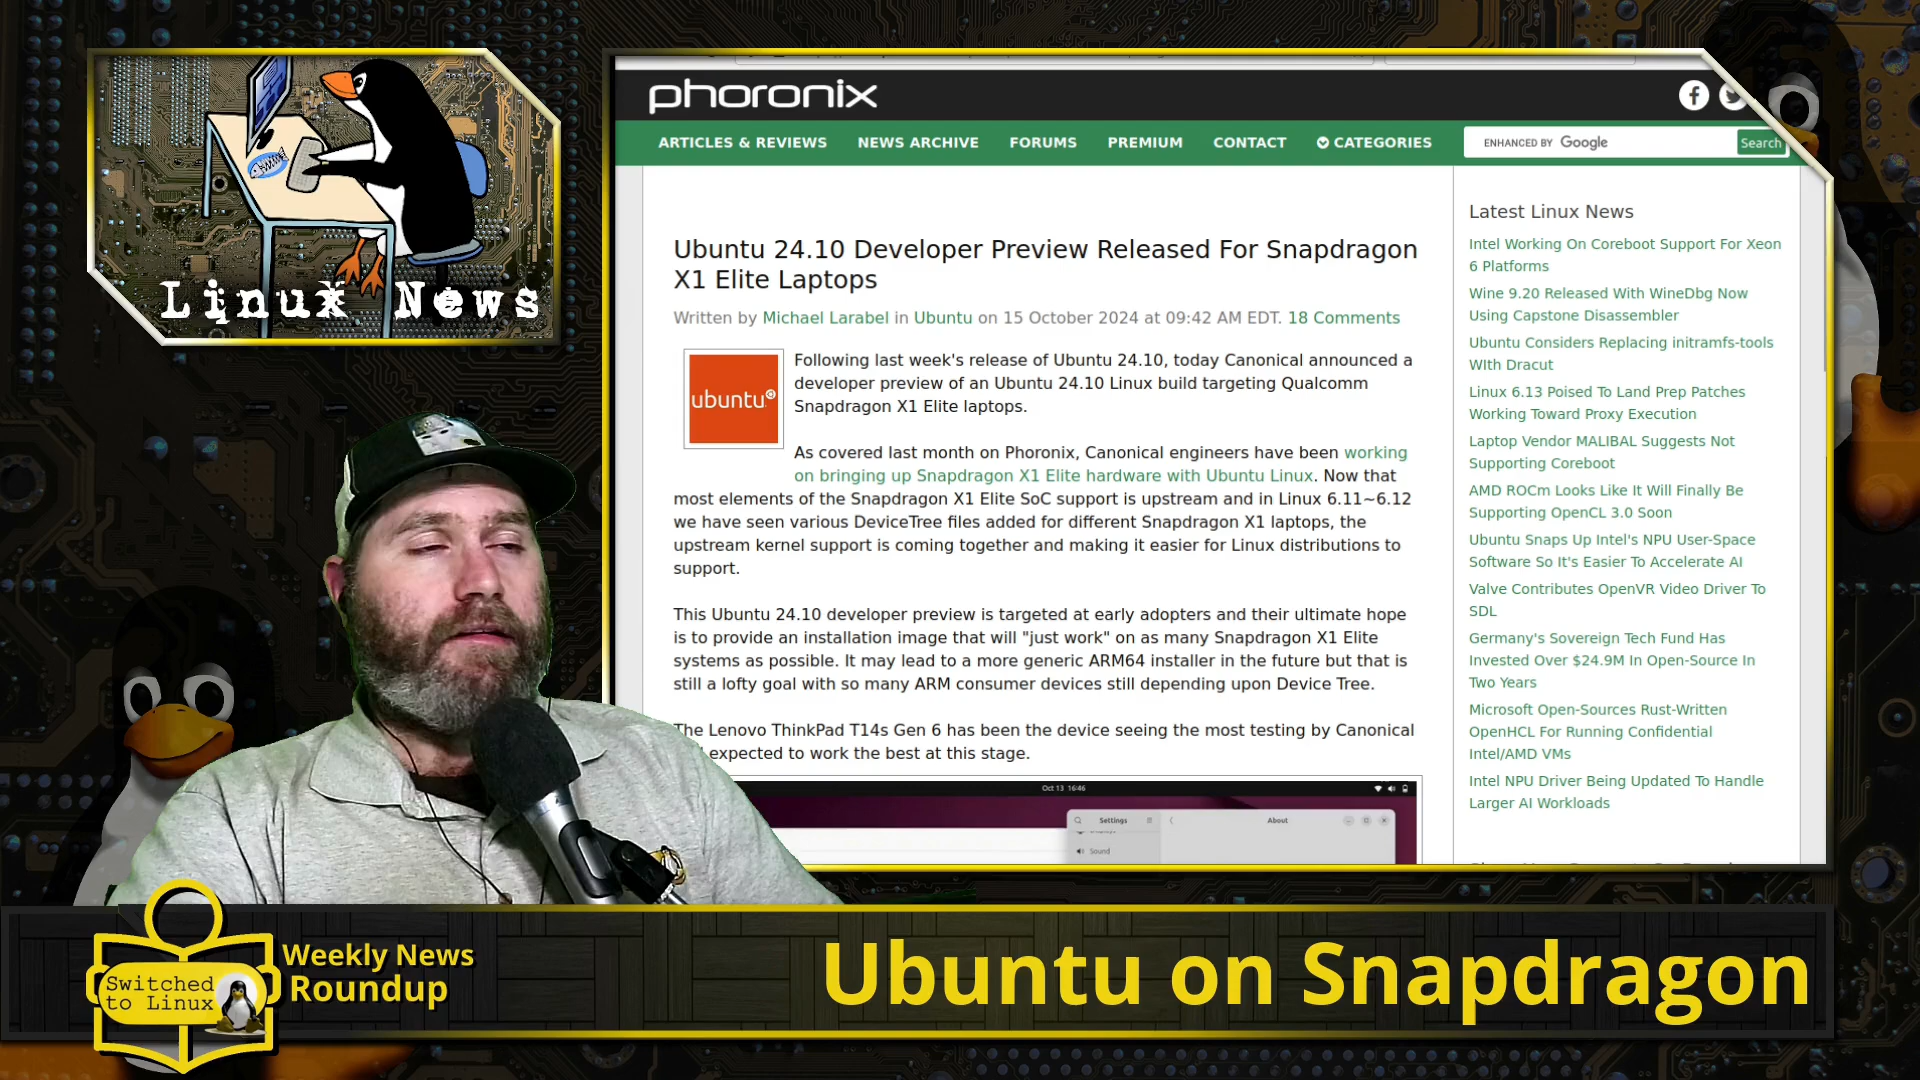 Linux News
phoronix
ARTICLES & REVIEWS NEWS ARCHIVE FORUMS PREMIUM CONTACT CATEGORIES
ENHANCED BY Google Search
Ubuntu 24.10 Developer Preview Released For Snapdragon
X1 Elite Laptops
Written by Michael Larabel in Ubuntu on 15 October 2024 at 09:42 AM EDT. 18 Comments
ubuntu
Following last week's release of Ubuntu 24.10, today Canonical announced a
developer preview of an Ubuntu 24.10 Linux build targeting Qualcomm
Snapdragon X1 Elite laptops.
As covered last month on Phoronix, Canonical engineers have been working
on bringing up Snapdragon X1 Elite hardware with Ubuntu Linux. Now that
most elements of the Snapdragon X1 Elite SoC support is upstream and in Linux 6.11~6.12
we have seen various DeviceTree files added for different Snapdragon X1 laptops, the
upstream kernel support is coming together and making it easier for Linux distributions to
support.
This Ubuntu 24.10 developer preview is targeted at early adopters and their ultimate hope
is to provide an installation image that will "just work" on as many Snapdragon X1 Elite
systems as possible. It may lead to a more generic ARM64 installer in the future but that is
still a lofty goal with so many ARM consumer devices still depending upon Device Tree.
The Lenovo ThinkPad T14s Gen 6 has been the device seeing the most testing by Canonical
expected to work the best at this stage.
Oct 13 16:46
Settings About
Sound
Latest Linux News
Intel Working On Coreboot Support For Xeon
6 Platforms
Wine 9.20 Released With WineDbg Now
Using Capstone Disassembler
Ubuntu Considers Replacing initramfs-tools
WIth Dracut
Linux 6.13 Poised To Land Prep Patches
Working Toward Proxy Execution
Laptop Vendor MALIBAL Suggests Not
Supporting Coreboot
AMD ROCm Looks Like It Will Finally Be
Supporting OpenCL 3.0 Soon
Ubuntu Snaps Up Intel's NPU User-Space
Software So It's Easier To Accelerate AI
Valve Contributes OpenVR Video Driver To
SDL
Germany's Sovereign Tech Fund Has
Invested Over $24.9M In Open-Source In
Two Years
Microsoft Open-Sources Rust-Written
OpenHCL For Running Confidential
Intel/AMD VMs
Intel NPU Driver Being Updated To Handle
Larger AI Workloads
Switched
to Linux
Weekly News
Roundup
Ubuntu on Snapdragon